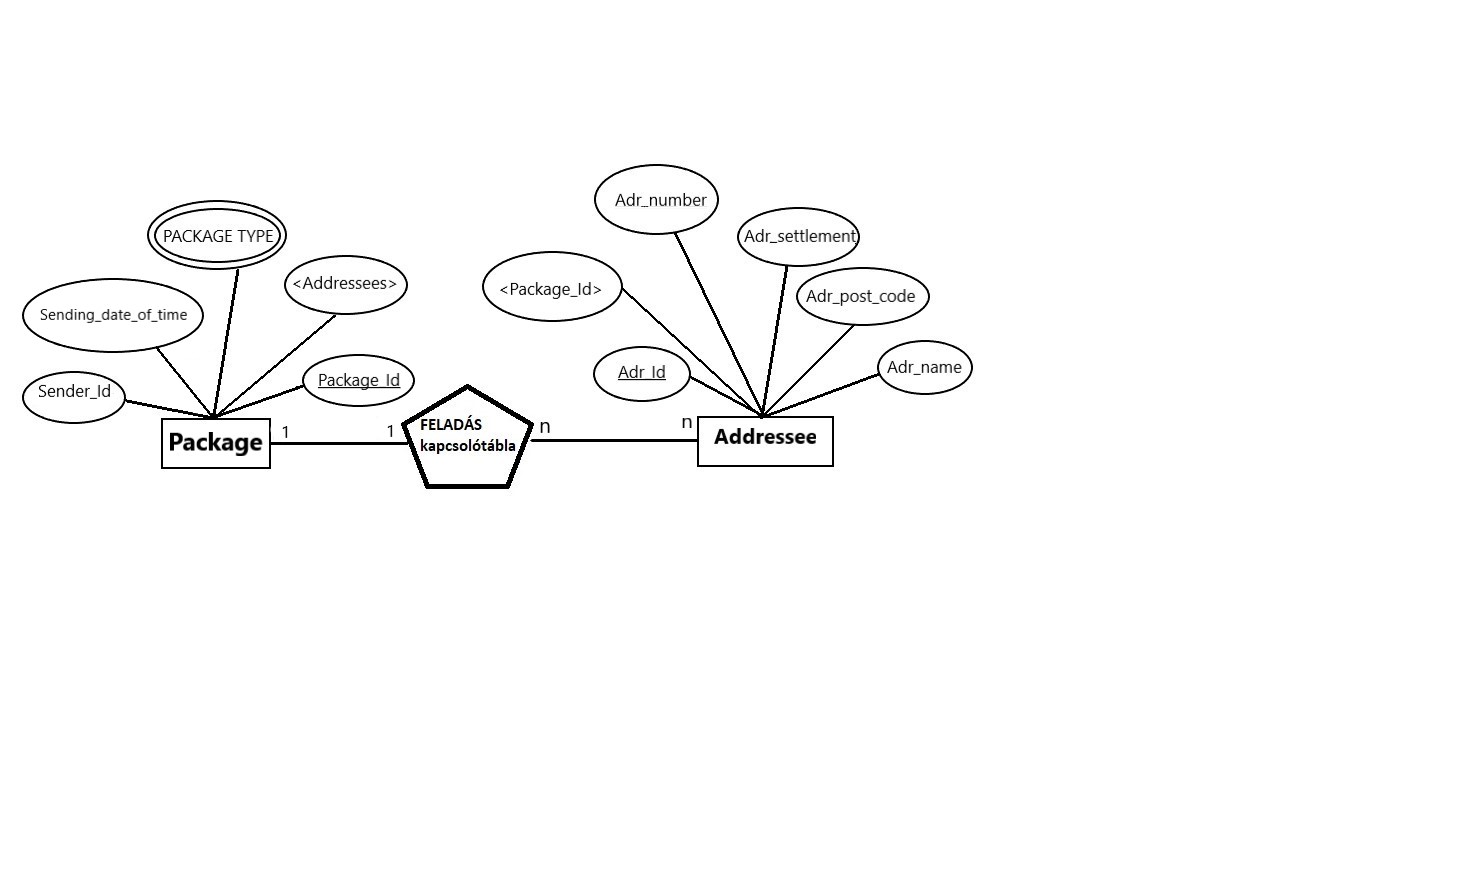 Adr_number
PACKAGE TYPE
Adr_settlement
<Addressees>
<Package_Id>
Adr_post_code
Sending_date_of_time
Adr_name
Sender_Id
Package_Id
Adr_Id
Package
1
1
FELADÁS
kapcsolótábla
n
n
Addressee